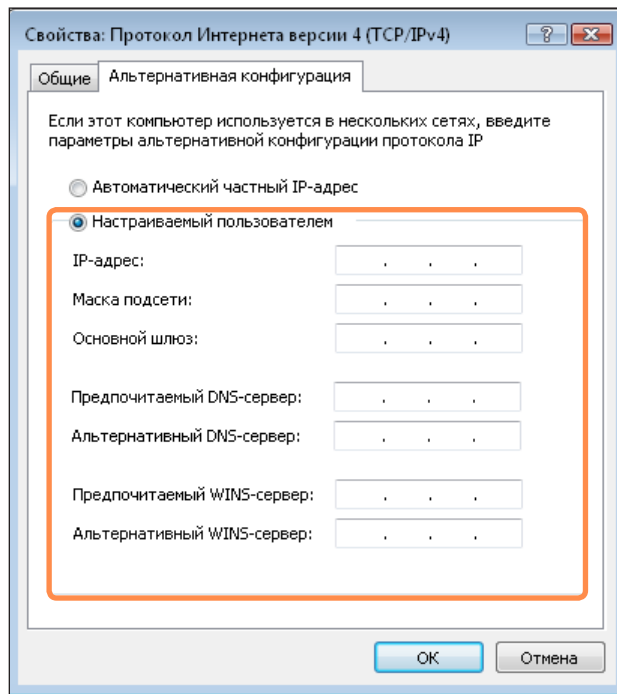 Свойства: Протокол Интернета версии 4 (TCP/IPv4)
Общие
Альтернативная конфигурация
Если этот компьютер используется в нескольких сетях, введите
параметры альтернативной конфигурации протокола IP
Автоматический частный IP-адрес
Настраиваемый пользователем
IP-адрес: . . .
Маска подсети: . . .
Основной шлюз: . . .
Предпочитаемый DNS-сервер: . . .
Альтернативный DNS-сервер: . . .
Предпочитаемый WINS-сервер: . . .
Альтернативный WINS-сервер: . . .
OK
Отмена